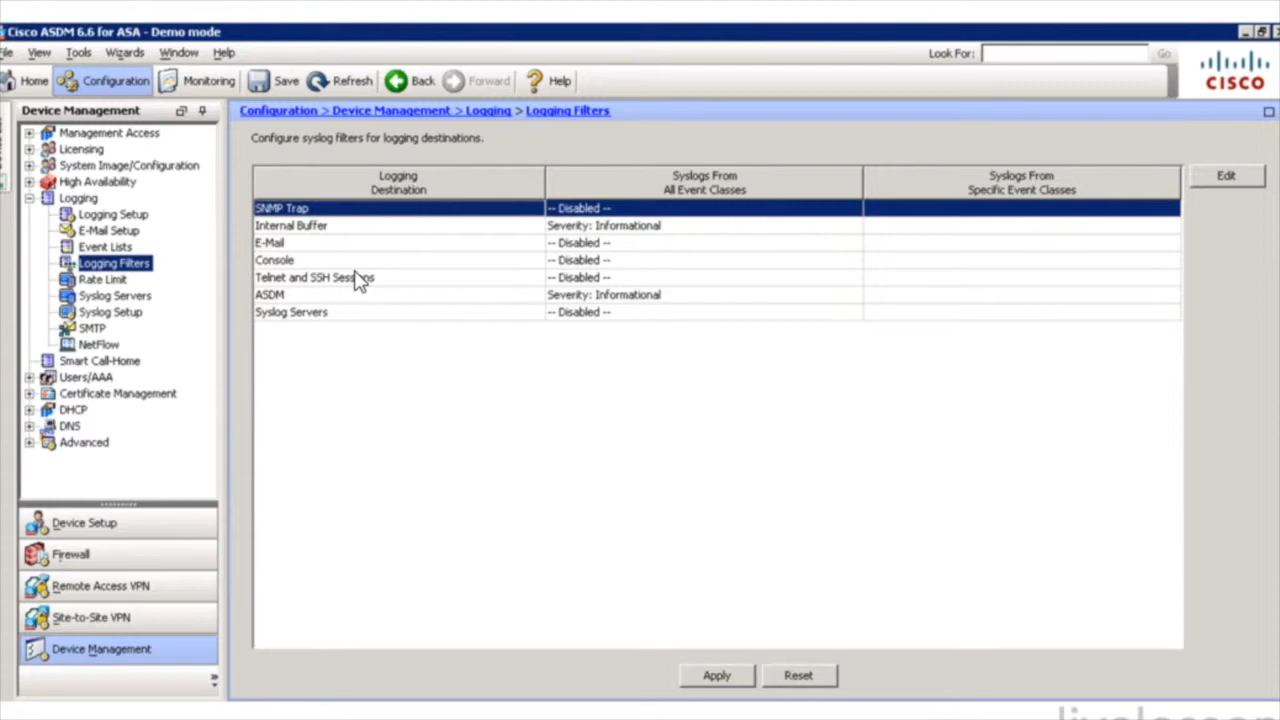 Cisco ASDM 6.6 for ASA - Demo mode
File View Tools Wizards Window Help
Look For: Go
Home Configuration Monitoring Save Refresh Back Forward Help
CISCO
Device Management
Management Access
Licensing
System Image/Configuration
High Availability
Logging
Logging Setup
E-Mail Setup
Event Lists
Logging Filters
Rate Limit
Syslog Servers
Syslog Setup
SMTP
NetFlow
Smart Call-Home
Users/AAA
Certificate Management
DHCP
DNS
Advanced
Device Setup
Firewall
Remote Access VPN
Site-to-Site VPN
Device Management
Configuration > Device Management > Logging > Logging Filters
Configure syslog filters for logging destinations.
Logging Destination
Syslogs From All Event Classes
Syslogs From Specific Event Classes
SNMP Trap -- Disabled --
Internal Buffer Severity: Informational
E-Mail -- Disabled --
Console -- Disabled --
Telnet and SSH Sessions -- Disabled --
ASDM Severity: Informational
Syslog Servers -- Disabled --
Edit
Apply Reset